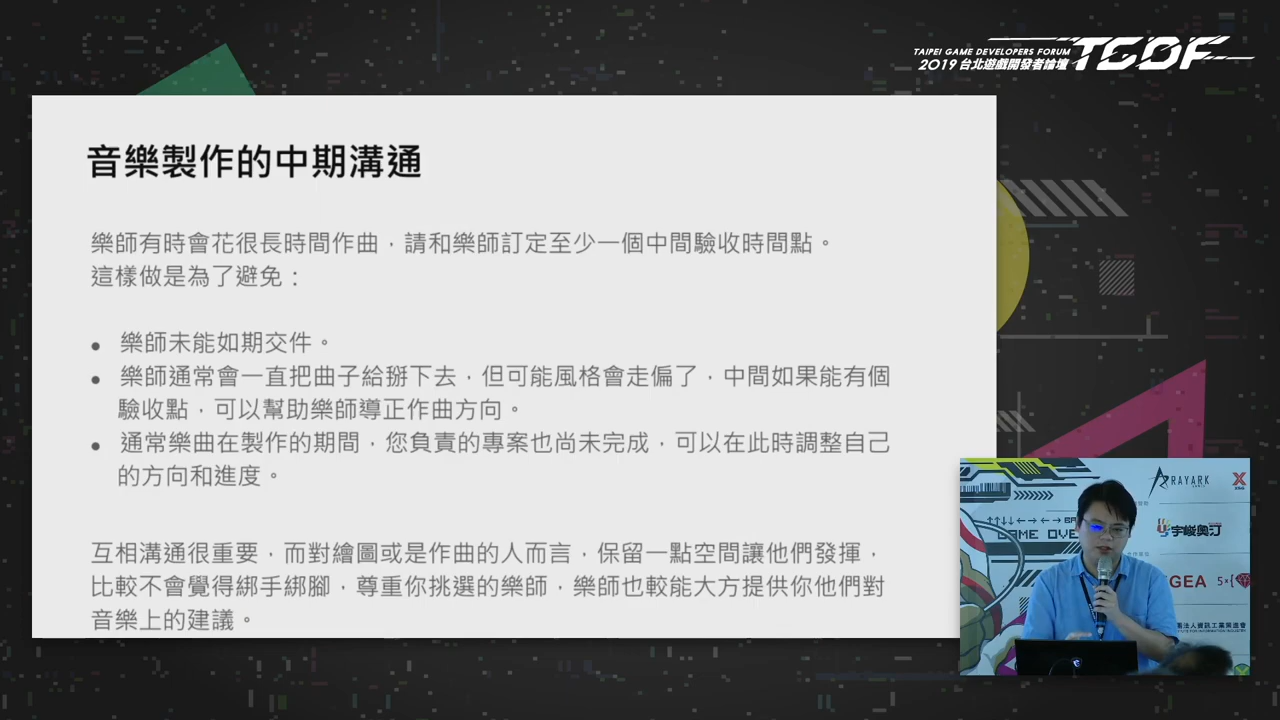 TAIPEI GAME DEVELOPERS FORUM
2019 台北遊戲開發者論壇
TGDF
音樂製作的中期溝通
樂師有時會花很長時間作曲，請和樂師訂定至少一個中間驗收時間點。
這樣做是為了避免：
● 樂師未能如期交件。
● 樂師通常會一直把曲子給掰下去，但可能風格會走偏了，中間如果能有個
驗收點，可以幫助樂師導正作曲方向。
● 通常樂曲在製作的期間，您負責的專案也尚未完成，可以在此時調整自己
的方向和進度。
互相溝通很重要，而對繪圖或是作曲的人而言，保留一點空間讓他們發揮，
比較不會覺得綁手綁腳，尊重你挑選的樂師，樂師也較能大方提供你他們對
音樂上的建議。
RAYARK
宇峻奧汀
GAME OVE
GEA